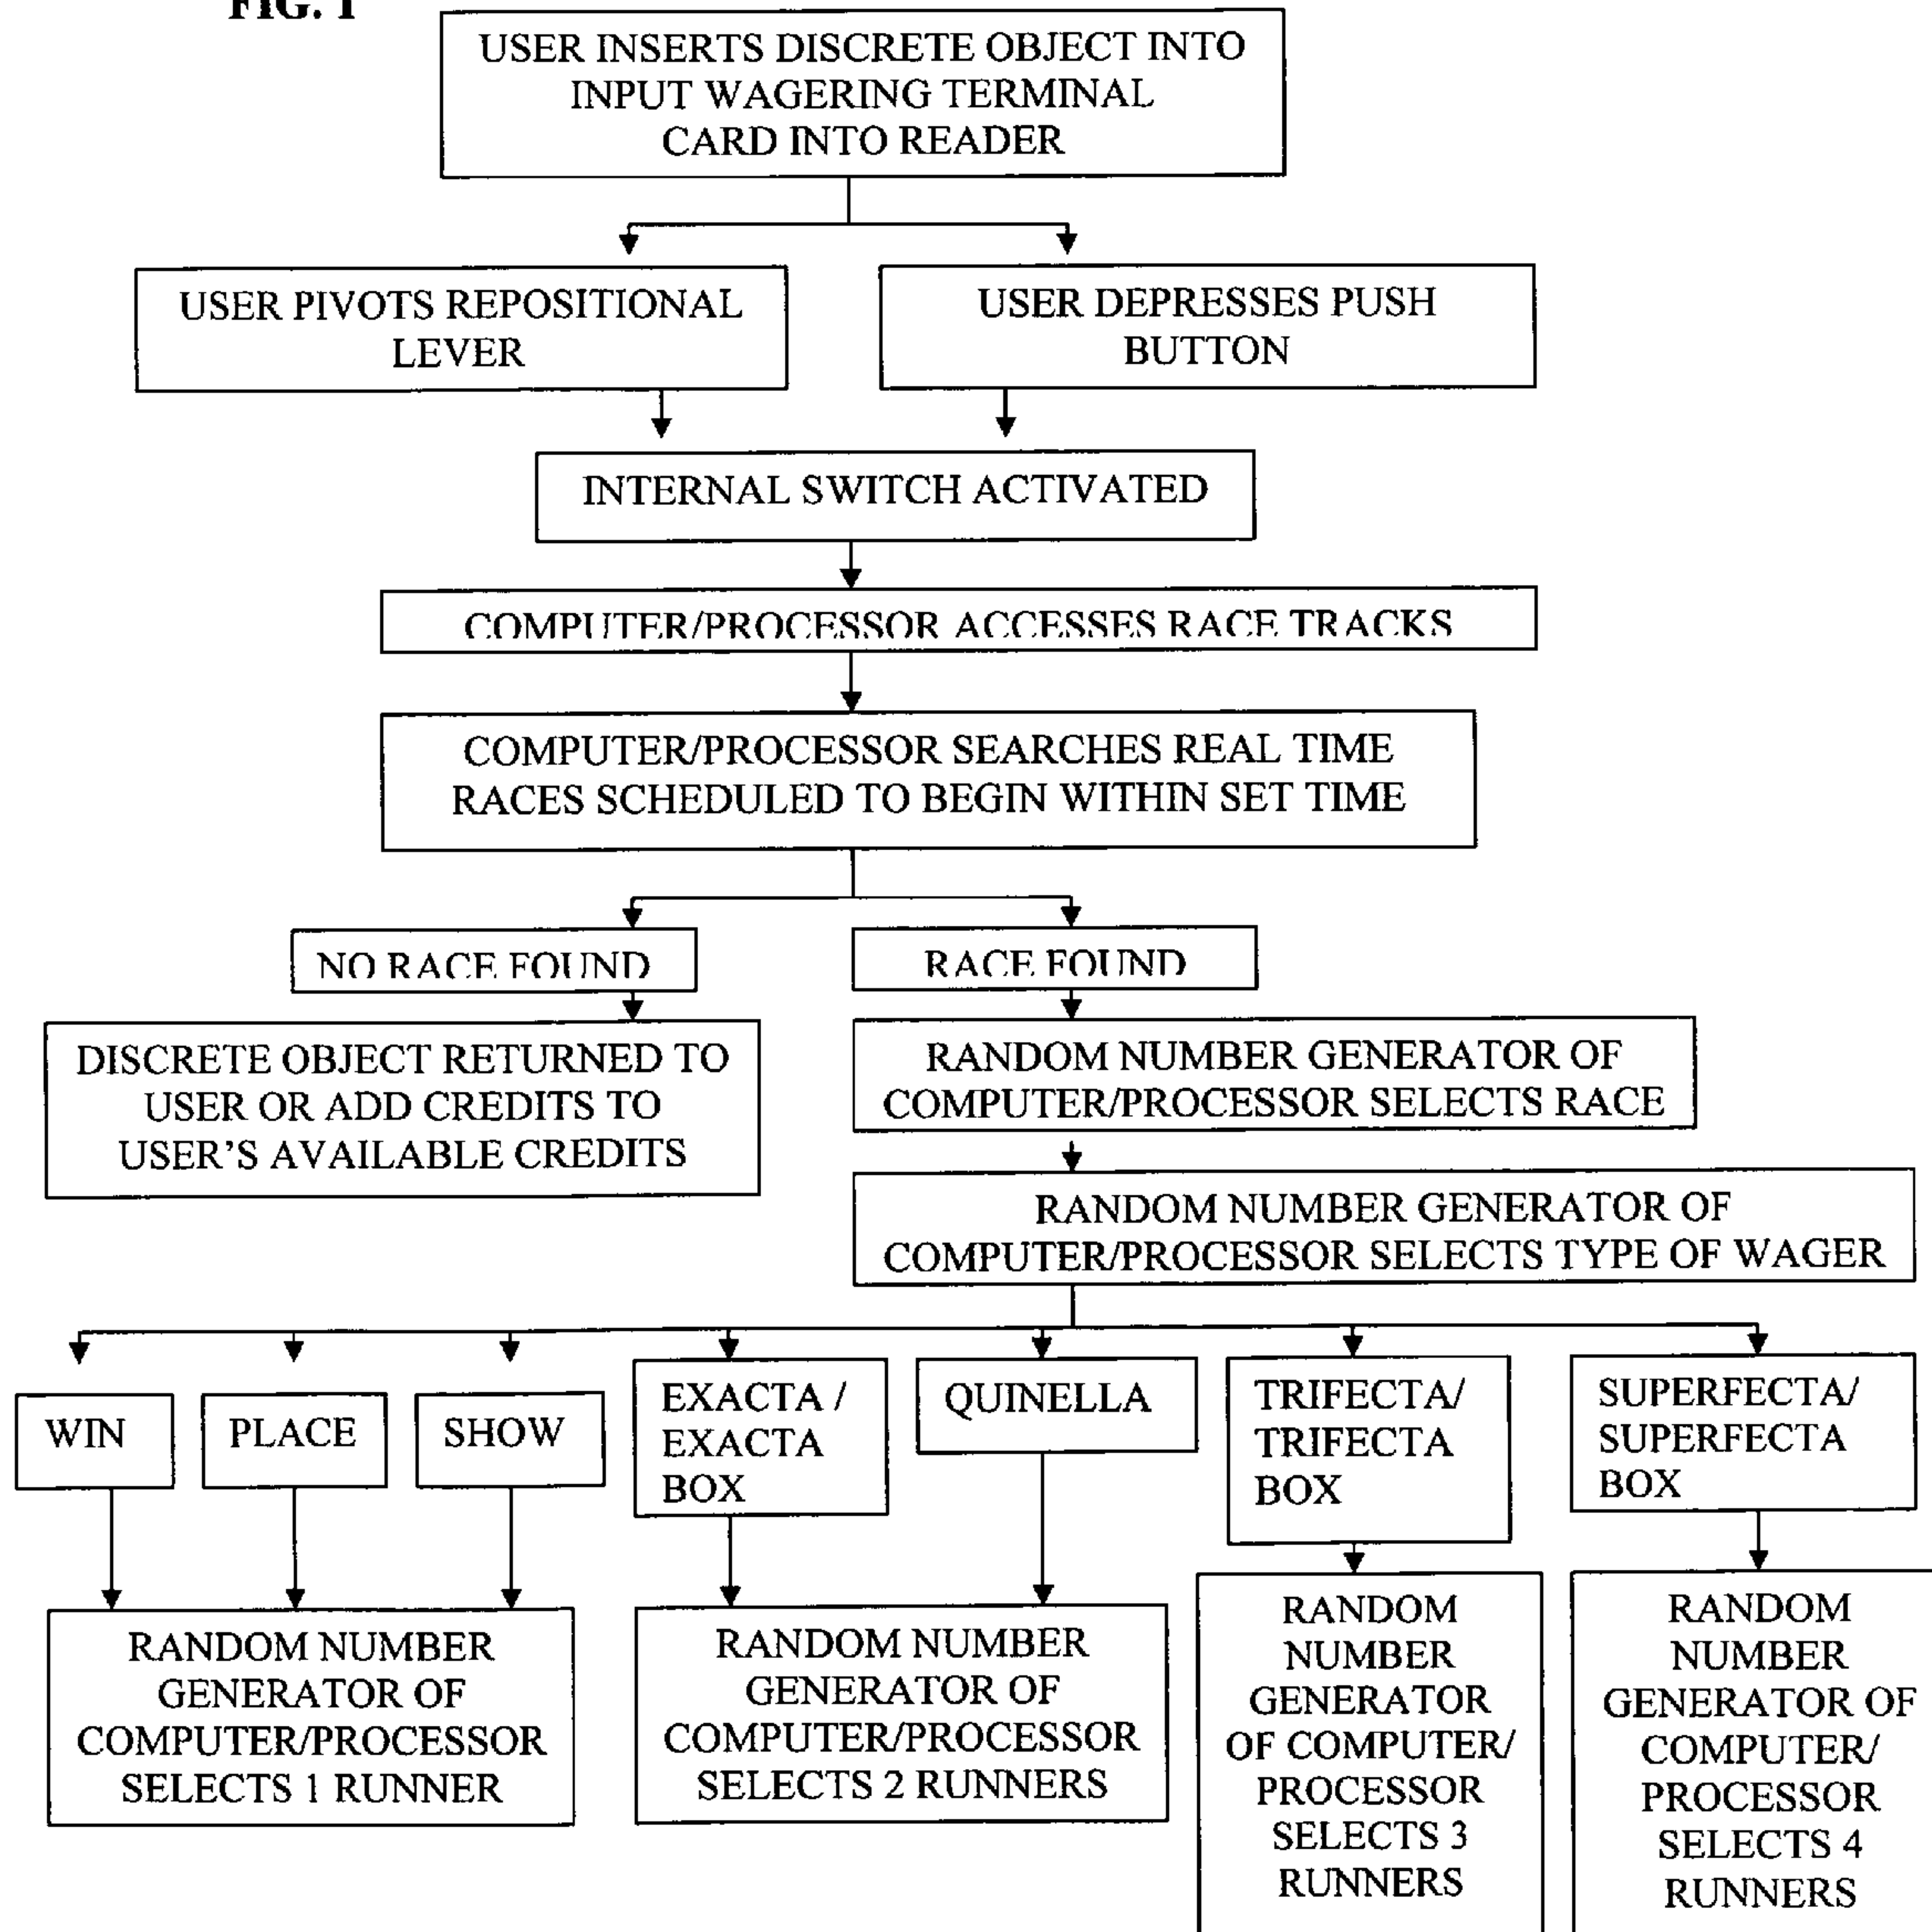 FIG. 1
USER INSERTS DISCRETE OBJECT INTO
INPUT WAGERING TERMINAL
CARD INTO READER
USER PIVOTS REPOSITIONAL
LEVER
USER DEPRESSES PUSH
BUTTON
INTERNAL SWITCH ACTIVATED
COMPUTER/PROCESSOR ACCESSES RACE TRACKS
COMPUTER/PROCESSOR SEARCHES REAL TIME
RACES SCHEDULED TO BEGIN WITHIN SET TIME
NO RACE FOUND
RACE FOUND
DISCRETE OBJECT RETURNED TO
USER OR ADD CREDITS TO
USER'S AVAILABLE CREDITS
RANDOM NUMBER GENERATOR OF
COMPUTER/PROCESSOR SELECTS RACE
RANDOM NUMBER GENERATOR OF
COMPUTER/PROCESSOR SELECTS TYPE OF WAGER
WIN
PLACE
SHOW
EXACTA /
EXACTA
BOX
QUINELLA
TRIFECTA/
TRIFECTA
BOX
SUPERFECTA/
SUPERFECTA
BOX
RANDOM NUMBER
GENERATOR OF
COMPUTER/PROCESSOR
SELECTS 1 RUNNER
RANDOM NUMBER
GENERATOR OF
COMPUTER/PROCESSOR
SELECTS 2 RUNNERS
RANDOM
NUMBER
GENERATOR
OF COMPUTER/
PROCESSOR
SELECTS 3
RUNNERS
RANDOM
NUMBER
GENERATOR OF
COMPUTER/
PROCESSOR
SELECTS 4
RUNNERS